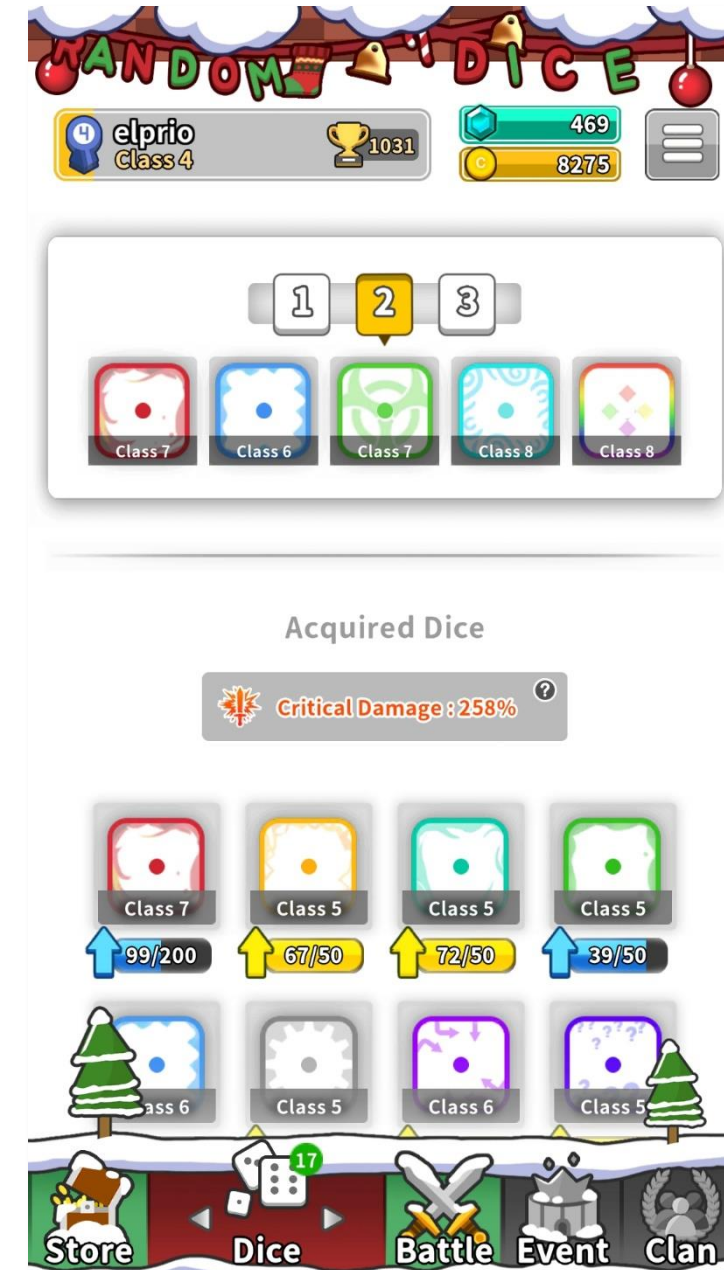 RANDOM DICE
4
elprio
Class 4
1031
469
C
8275
1 2 3
Class 7 Class 6 Class 7 Class 8 Class 8
Acquired Dice
Critical Damage : 258% ?
Class 7 Class 5 Class 5 Class 5
99/200 67/50 72/50 39/50
? ? ? ? ?
ass 6 Class 5 Class 6 Class 5
17
Store Dice Battle Event Clan